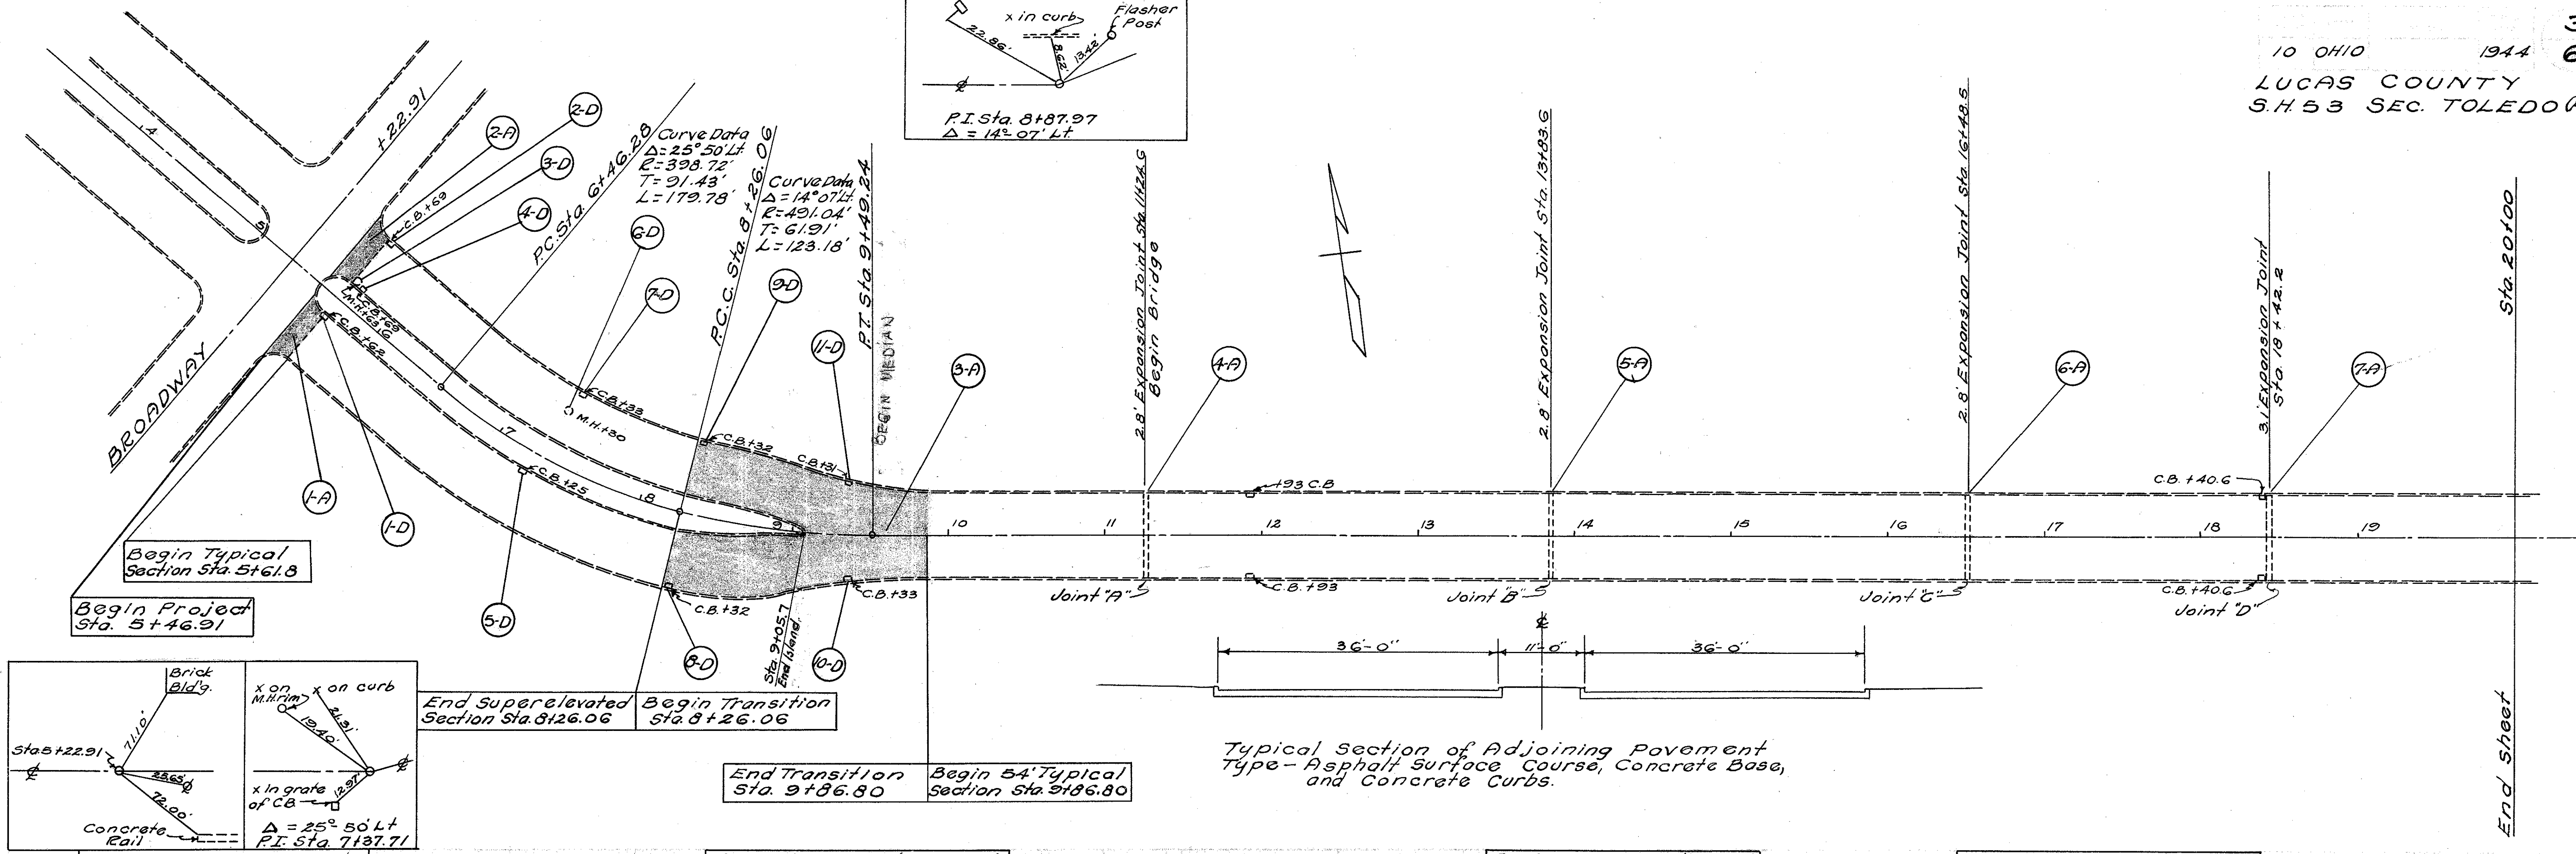 10 OHIO 1944
LUCAS COUNTY
S.H. 53 SEC. TOLEDO
x in curb
Flasher
Post
22.86'
8.62'
13.42'
₵
P.I. Sta. 8+87.97
Δ = 14° 07' Lt.
4
5
+22.91
BROADWAY
2-A
2-D
3-D
4-D
C.B.+69
C.B.+69
M.H.+63.6
C.B.+62
P.C. Sta. 6+46.28
Curve Data
Δ = 25° 50' Lt.
R = 398.72'
T = 91.43'
L = 179.78'
P.C.C. Sta. 8+26.06
Curve Data
Δ = 14° 07' Lt.
R = 491.04'
T = 61.91'
L = 123.18'
6-D
7-D
9-D
11-D
P.T. Sta. 9+49.24
BEGIN MEDIAN
3-A
2.8' Expansion Joint Sta. 11+24.6
Begin Bridge
4-A
2.8' Expansion Joint Sta. 13+83.6
5-A
2.8' Expansion Joint Sta. 16+48.5
6-A
3.1' Expansion Joint
Sta. 18+42.2
7-A
Sta. 20+00
C.B.+33
M.H.+30
C.B.+32
C.B.+31
+93 C.B
C.B.+40.6
7
C.B.+25
8
9
10
11
12
13
14
15
16
17
18
19
1-A
1-D
5-D
8-D
10-D
C.B.+32
C.B.+33
C.B.+93
C.B.+40.6
Joint "A"
Joint "B"
Joint "C"
Joint "D"
Sta. 9+05.7
End Island.
Begin Typical
Section Sta. 5+61.8
Begin Project
Sta. 5+46.91
End Superelevated
Section Sta. 8+26.06
Begin Transition
Sta. 8+26.06
End Transition
Sta. 9+86.80
Begin 54' Typical
Section Sta. 9+86.80
₵
36'-0" 11'-0" 36'-0"
Typical Section of Adjoining Pavement
Type - Asphalt Surface Course, Concrete Base,
and Concrete Curbs.
End Sheet
Brick
Bld'g.
71.10'
Sta. 5+22.91
₵
72.00'
Concrete
Rail
x on
M.H. rim
x on curb
19.40'
21.31'
₵
12.97'
x in grate
of C.B.
Δ = 25° 50' Lt
P.I. Sta. 7+37.71